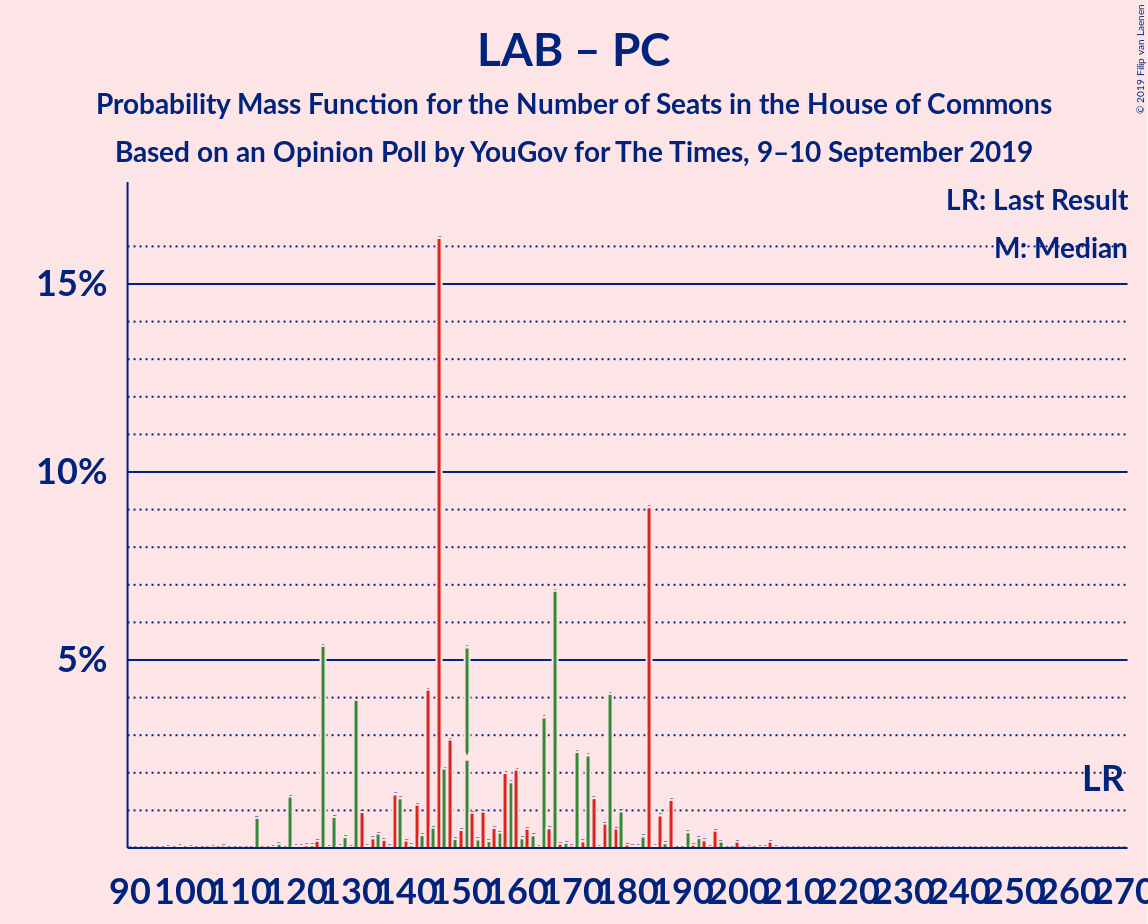 LAB – PC
Probability Mass Function for the Number of Seats in the House of Commons
Based on an Opinion Poll by YouGov for The Times, 9–10 September 2019
© 2019 Filip van Laenen
LR: Last Result
M: Median
15%
10%
5%
LR
90 100 110 120 130 140 150 160 170 180 190 200 210 220 230 240 250 260 270